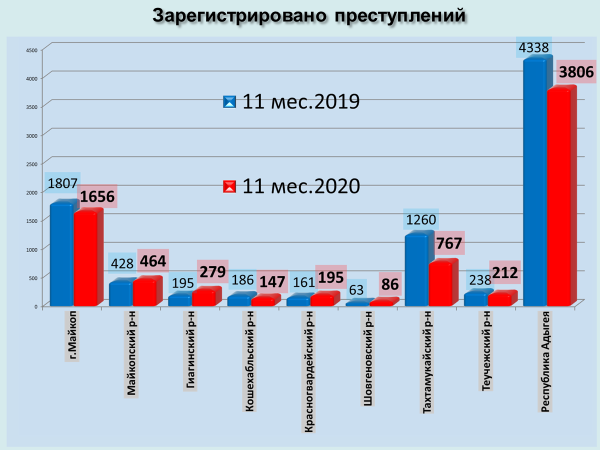 Зарегистрировано преступлений
4500
4000
3500
3000
2500
2000
1500
1000
500
0
11 мес.2019
11 мес.2020
1807
1656
428
464
195
279
186
147
161
195
63
86
1260
767
238
212
4338
3806
г.Майкоп
Майкопский р-н
Гиагинский р-н
Кошехабльский р-н
Красногвардейский р-н
Шовгеновский р-н
Тахтамукайский р-н
Теучежский р-н
Республика Адыгея